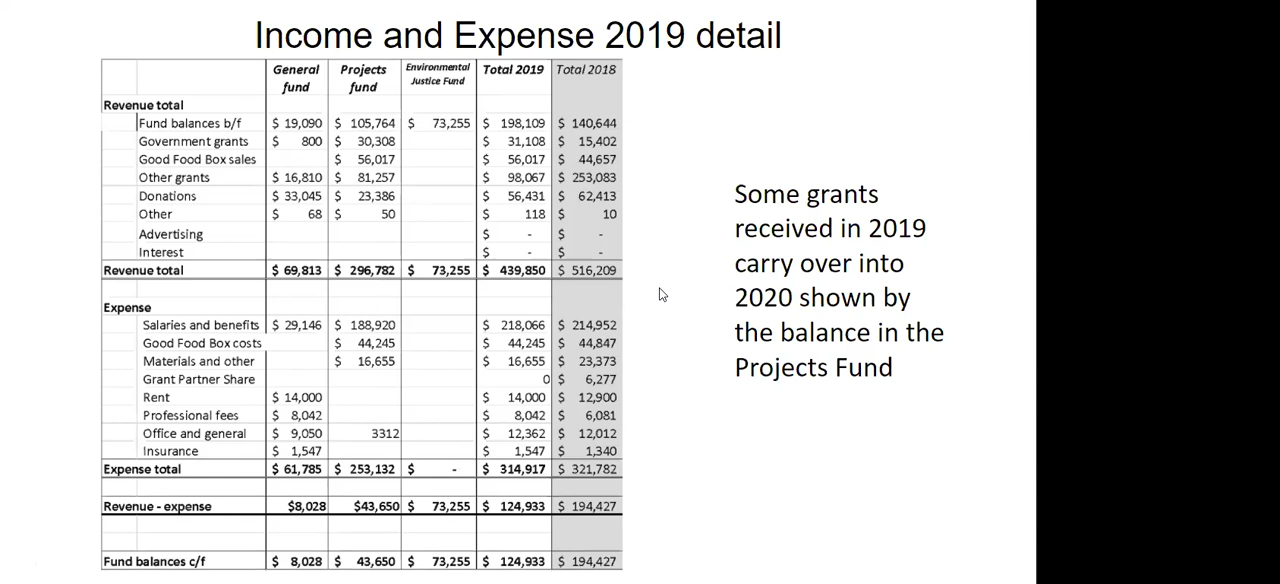 Income and Expense 2019 detail
General fund Projects fund Environmental Justice Fund Total 2019 Total 2018
Revenue total
Fund balances b/f $ 19,090 $ 105,764 $ 73,255 $ 198,109 $ 140,644
Government grants $ 800 $ 30,308 $ 31,108 $ 15,402
Good Food Box sales $ 56,017 $ 56,017 $ 44,657
Other grants $ 16,810 $ 81,257 $ 98,067 $ 253,083
Donations $ 33,045 $ 23,386 $ 56,431 $ 62,413
Other $ 68 $ 50 $ 118 $ 10
Advertising $ - $ -
Interest $ - $ -
Revenue total $ 69,813 $ 296,782 $ 73,255 $ 439,850 $ 516,209
Expense
Salaries and benefits $ 29,146 $ 188,920 $ 218,066 $ 214,952
Good Food Box costs $ 44,245 $ 44,245 $ 44,847
Materials and other $ 16,655 $ 16,655 $ 23,373
Grant Partner Share 0 $ 6,277
Rent $ 14,000 $ 14,000 $ 12,900
Professional fees $ 8,042 $ 8,042 $ 6,081
Office and general $ 9,050 3312 $ 12,362 $ 12,012
Insurance $ 1,547 $ 1,547 $ 1,340
Expense total $ 61,785 $ 253,132 $ - $ 314,917 $ 321,782
Revenue - expense $8,028 $43,650 $ 73,255 $ 124,933 $ 194,427
Fund balances c/f $ 8,028 $ 43,650 $ 73,255 $ 124,933 $ 194,427
Some grants
received in 2019
carry over into
2020 shown by
the balance in the
Projects Fund